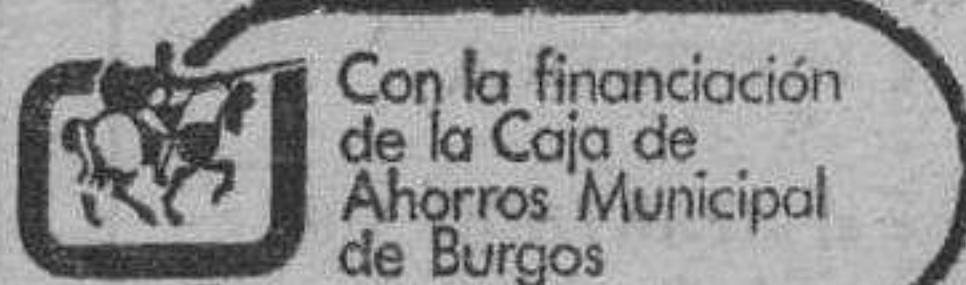 Con la financiación
de la Caja de
Ahorros Municipal
de Burgos